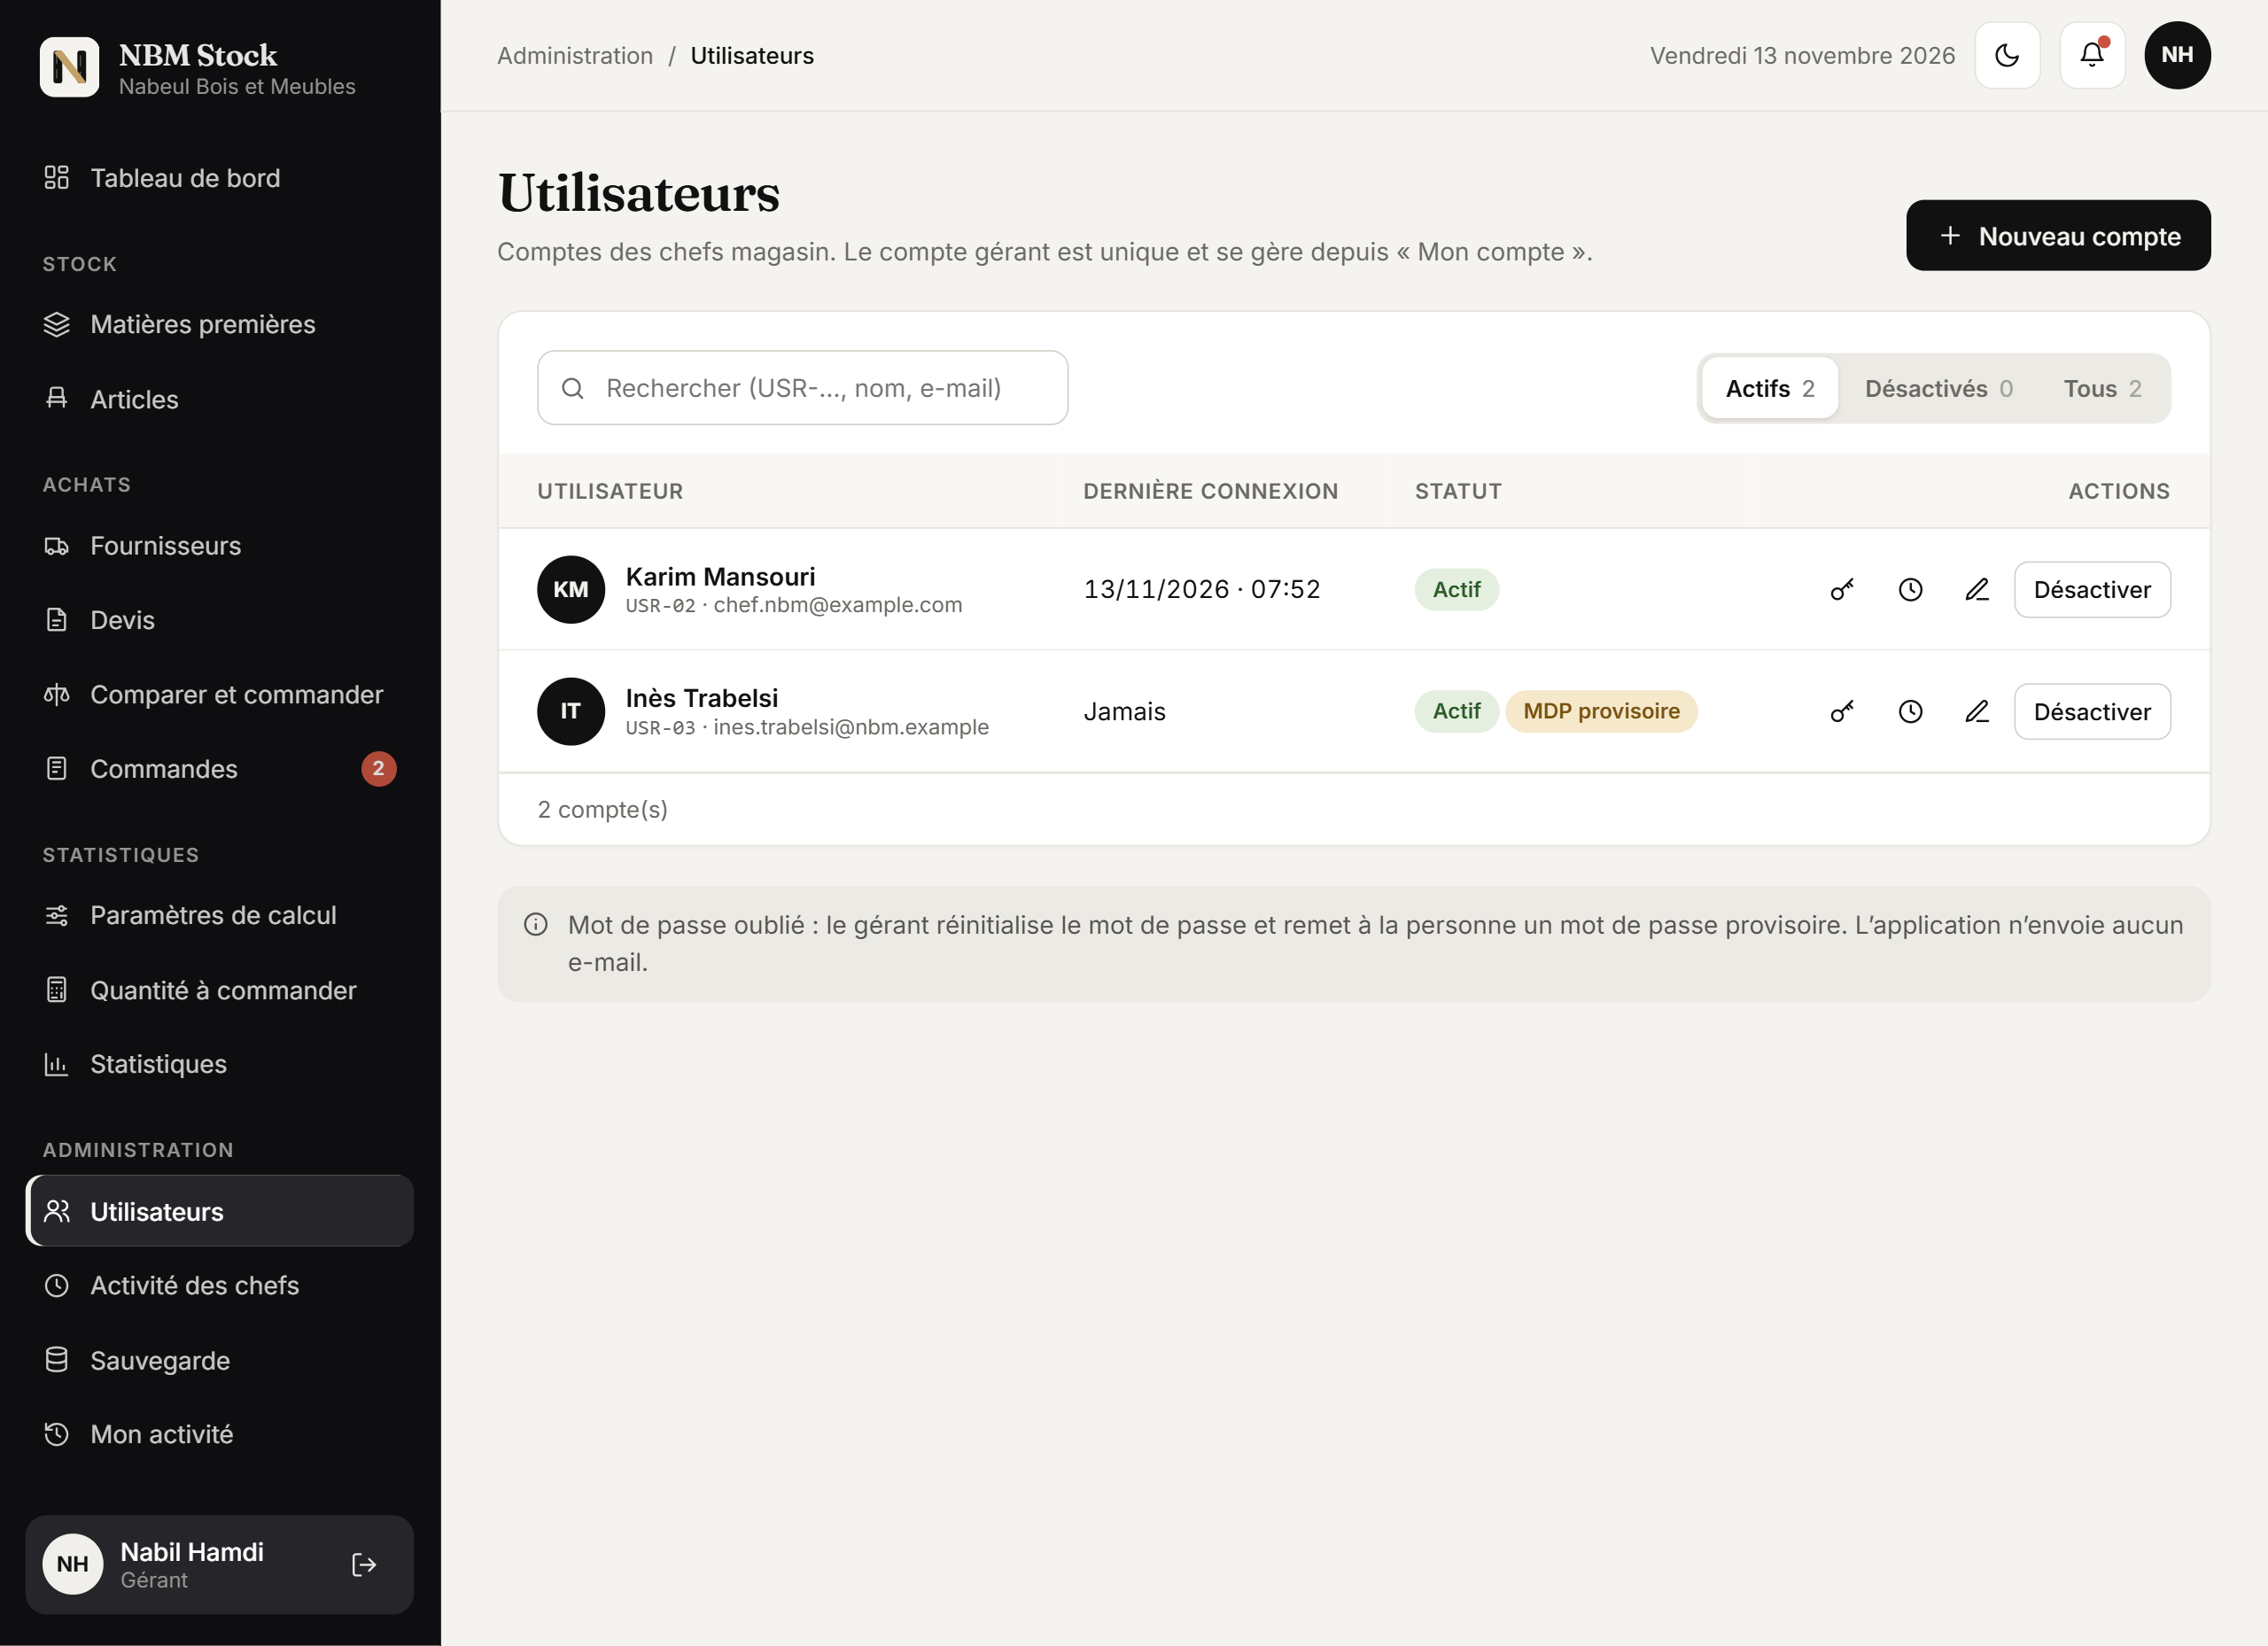 NBM Stock
Nabeul Bois et Meubles
Tableau de bord
STOCK
Matières premières
Articles
ACHATS
Fournisseurs
Devis
Comparer et commander
Commandes 2
STATISTIQUES
Paramètres de calcul
Quantité à commander
Statistiques
ADMINISTRATION
Utilisateurs
Activité des chefs
Sauvegarde
Mon activité
NH Nabil Hamdi
Gérant
Administration / Utilisateurs
Vendredi 13 novembre 2026 NH
Utilisateurs
Comptes des chefs magasin. Le compte gérant est unique et se gère depuis « Mon compte ».
Nouveau compte
Rechercher (USR-..., nom, e-mail)
Actifs 2 Désactivés 0 Tous 2
UTILISATEUR DERNIÈRE CONNEXION STATUT ACTIONS
KM Karim Mansouri
USR-02 · chef.nbm@example.com
13/11/2026 · 07:52 Actif Désactiver
IT Inès Trabelsi
USR-03 · ines.trabelsi@nbm.example
Jamais Actif MDP provisoire Désactiver
2 compte(s)
Mot de passe oublié : le gérant réinitialise le mot de passe et remet à la personne un mot de passe provisoire. L’application n’envoie aucun
e-mail.